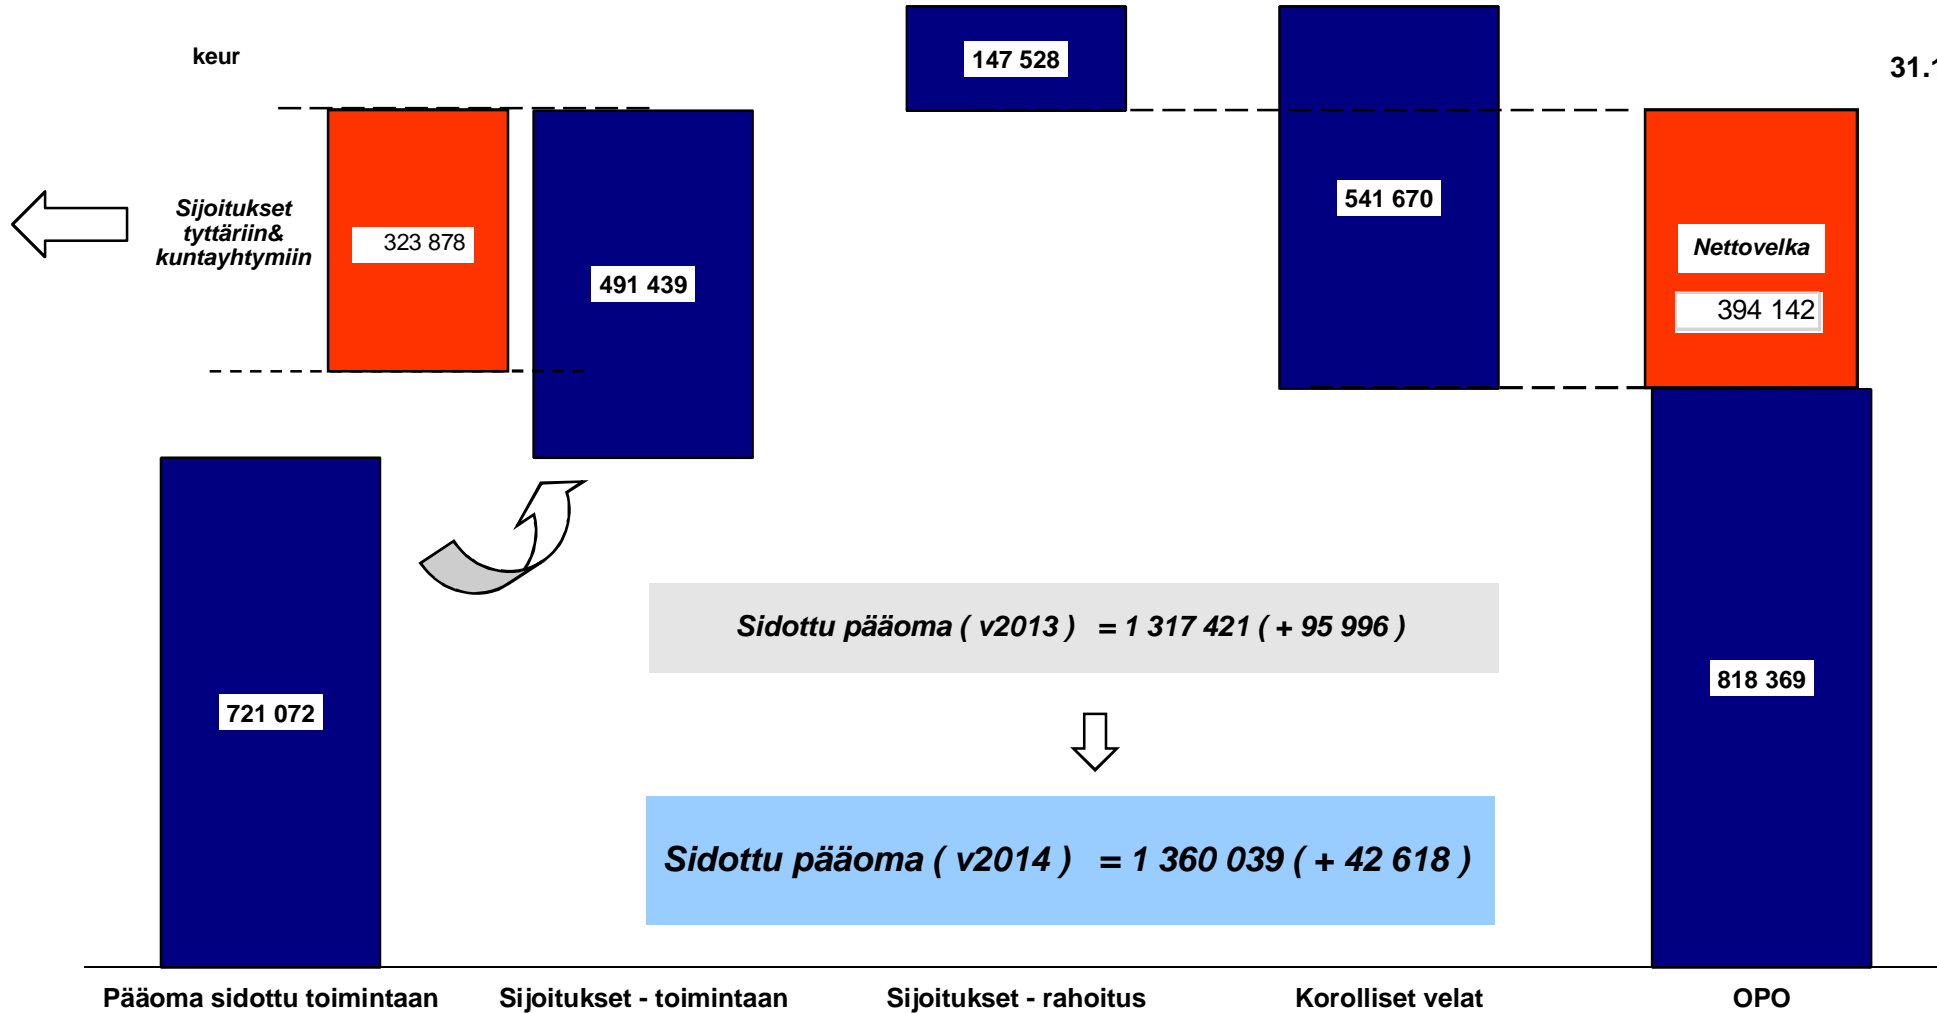 keur
147 528
31.1
541 670
Sijoitukset
tyttäriin&
kuntayhtymiin
323 878
491 439
Nettovelka
394 142
Sidottu pääoma ( v2013 ) = 1 317 421 ( + 95 996 )
721 072
818 369
Sidottu pääoma ( v2014 ) = 1 360 039 ( + 42 618 )
Pääoma sidottu toimintaan
Sijoitukset - toimintaan
Sijoitukset - rahoitus
Korolliset velat
OPO